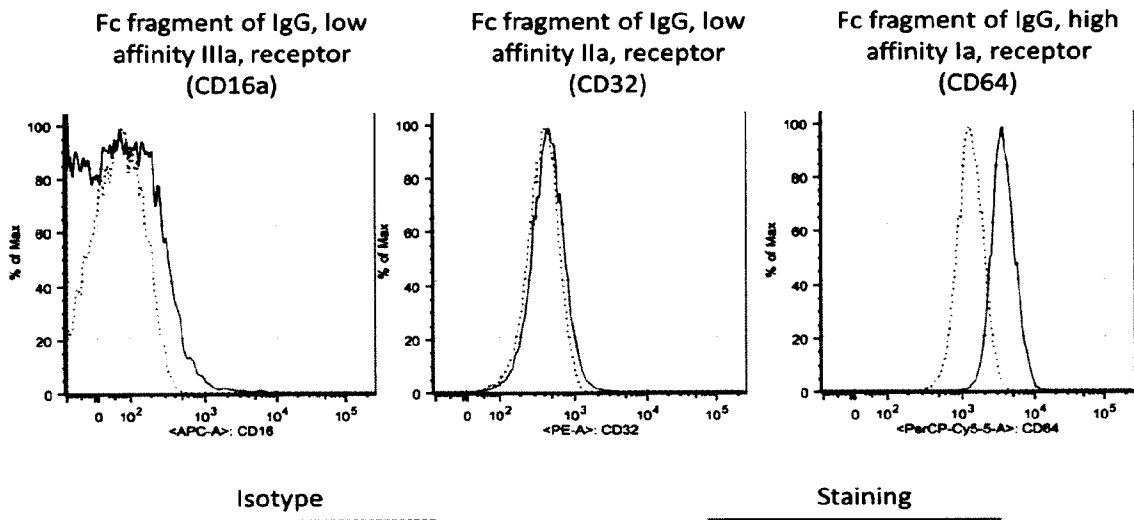 Fc fragment of IgG, low
affinity IIIa, receptor
(CD16a)
Fc fragment of IgG, low
affinity IIa, receptor
(CD32)
Fc fragment of IgG, high
affinity Ia, receptor
(CD64)
100
80
60
40
20
0
% of Max
0 10² 10³ 10⁴ 10⁵
<APC-A>: CD16
100
80
60
40
20
0
% of Max
0 10² 10³ 10⁴ 10⁵
<PE-A>: CD32
100
80
60
40
20
0
% of Max
0 10² 10³ 10⁴ 10⁵
<PerCP-Cy5-5-A>: CD64
Isotype
Staining